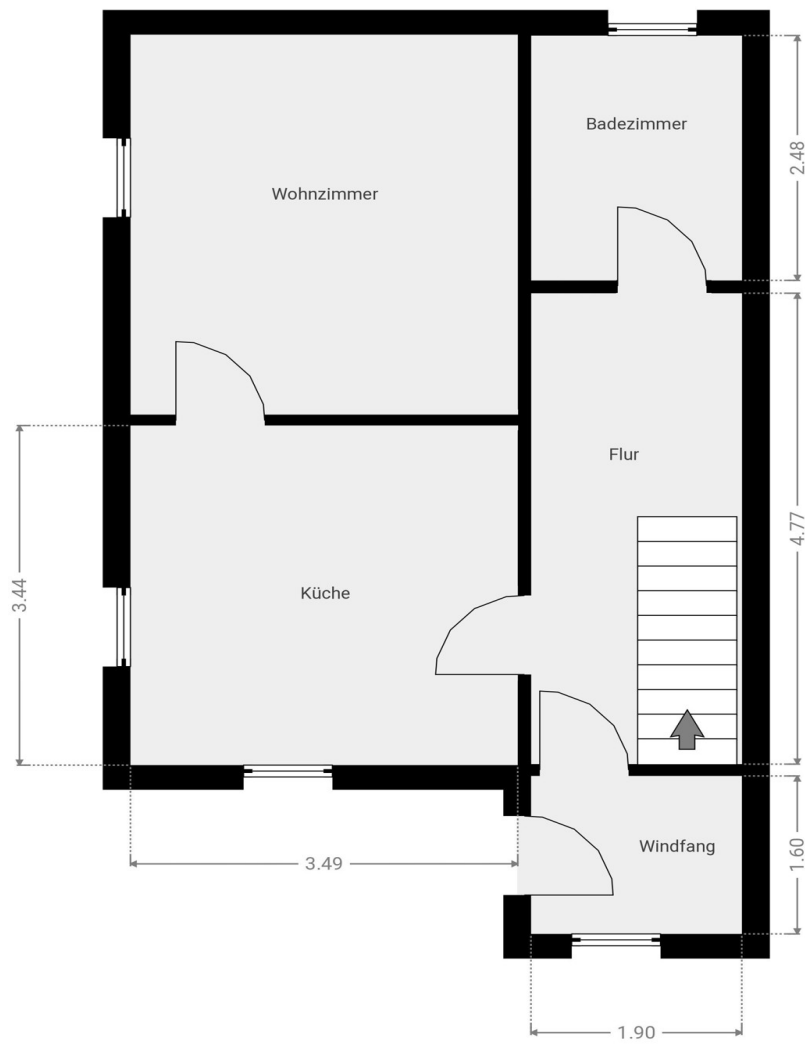 Badezimmer
2.48
Wohnzimmer
Flur
4.77
3.44
Küche
Windfang
1.60
3.49
1.90